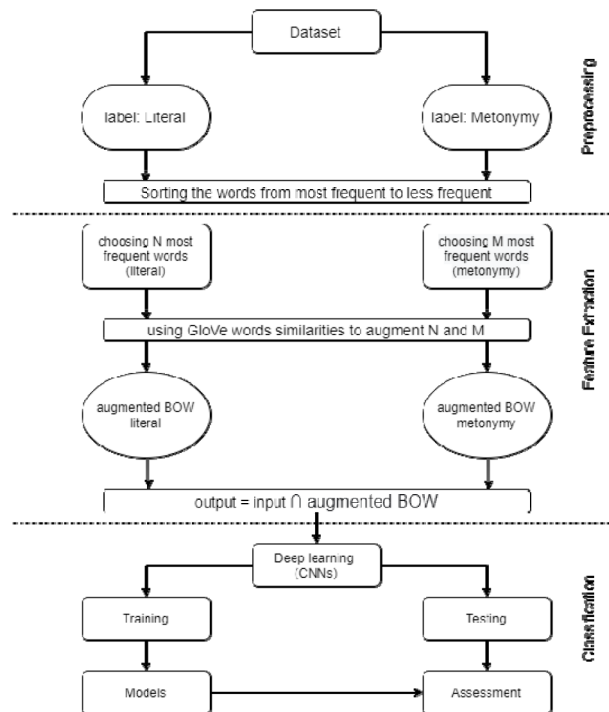 Dataset
label: Literal
label: Metonymy
Preprocessing
Sorting the words from most frequent to less frequent
choosing N most
frequent words
(literal)
choosing M most
frequent words
(metonymy)
using GloVe words similarities to augment N and M
Feature Extraction
augmented BOW
literal
augmented BOW
metonymy
output = input ∩ augmented BOW
Deep learning
(CNNs)
Training
Testing
Classfication
Models
Assessment